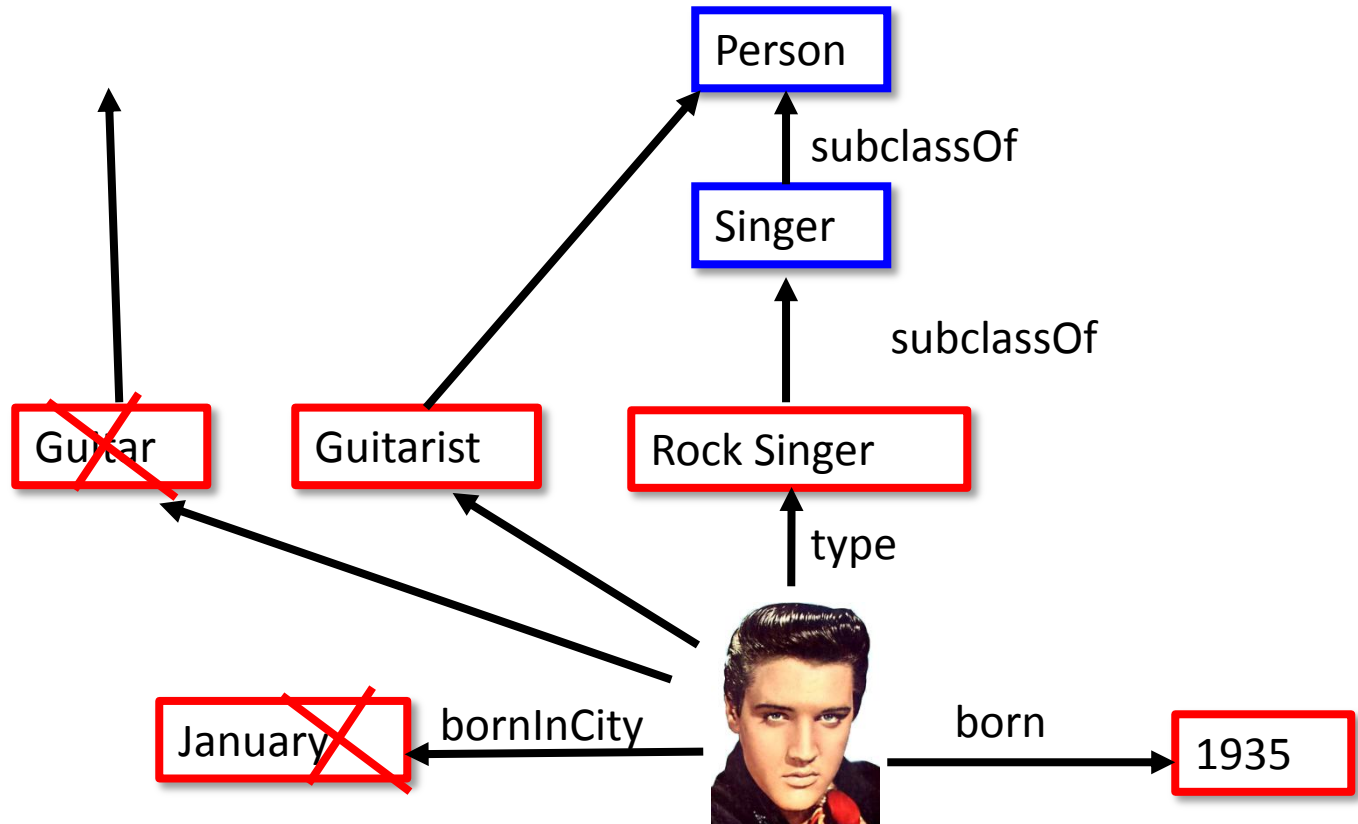 Person
subclassOf
Singer
subclassOf
Guitar
Guitarist
Rock Singer
type
January
bornInCity
born
1935